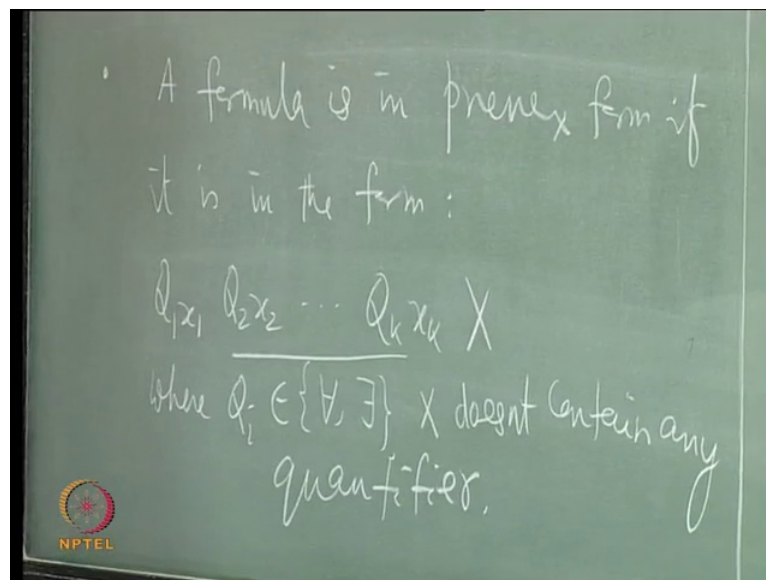 A formula is in prenex form if
it is in the form :
Q₁x₁ Q₂x₂ ... Qₖxₖ X
where Qᵢ ∈ {∀, ∃} X doesnt contain any
quantifier.
NPTEL